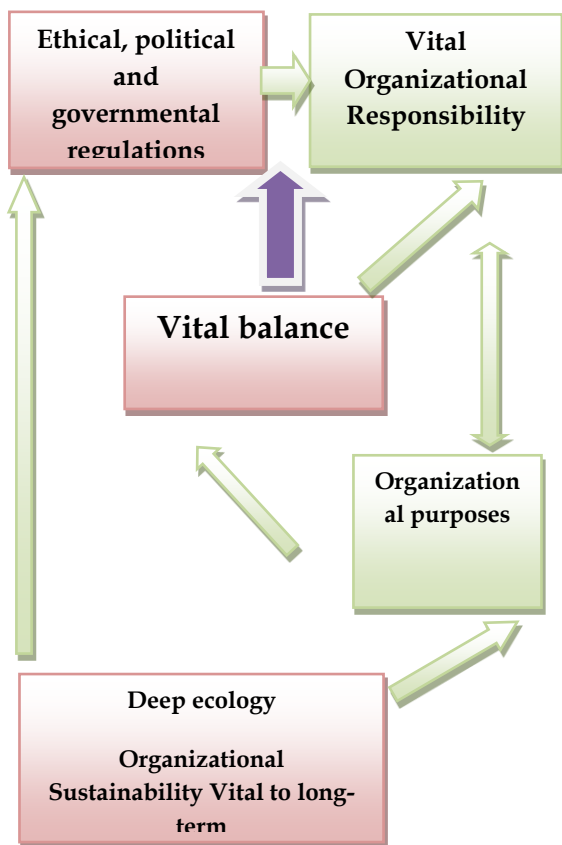 Ethical, political
and
governmental
regulations
Vital
Organizational
Responsibility
Vital balance
Organization
al purposes
Deep ecology
Organizational
Sustainability Vital to long-
term